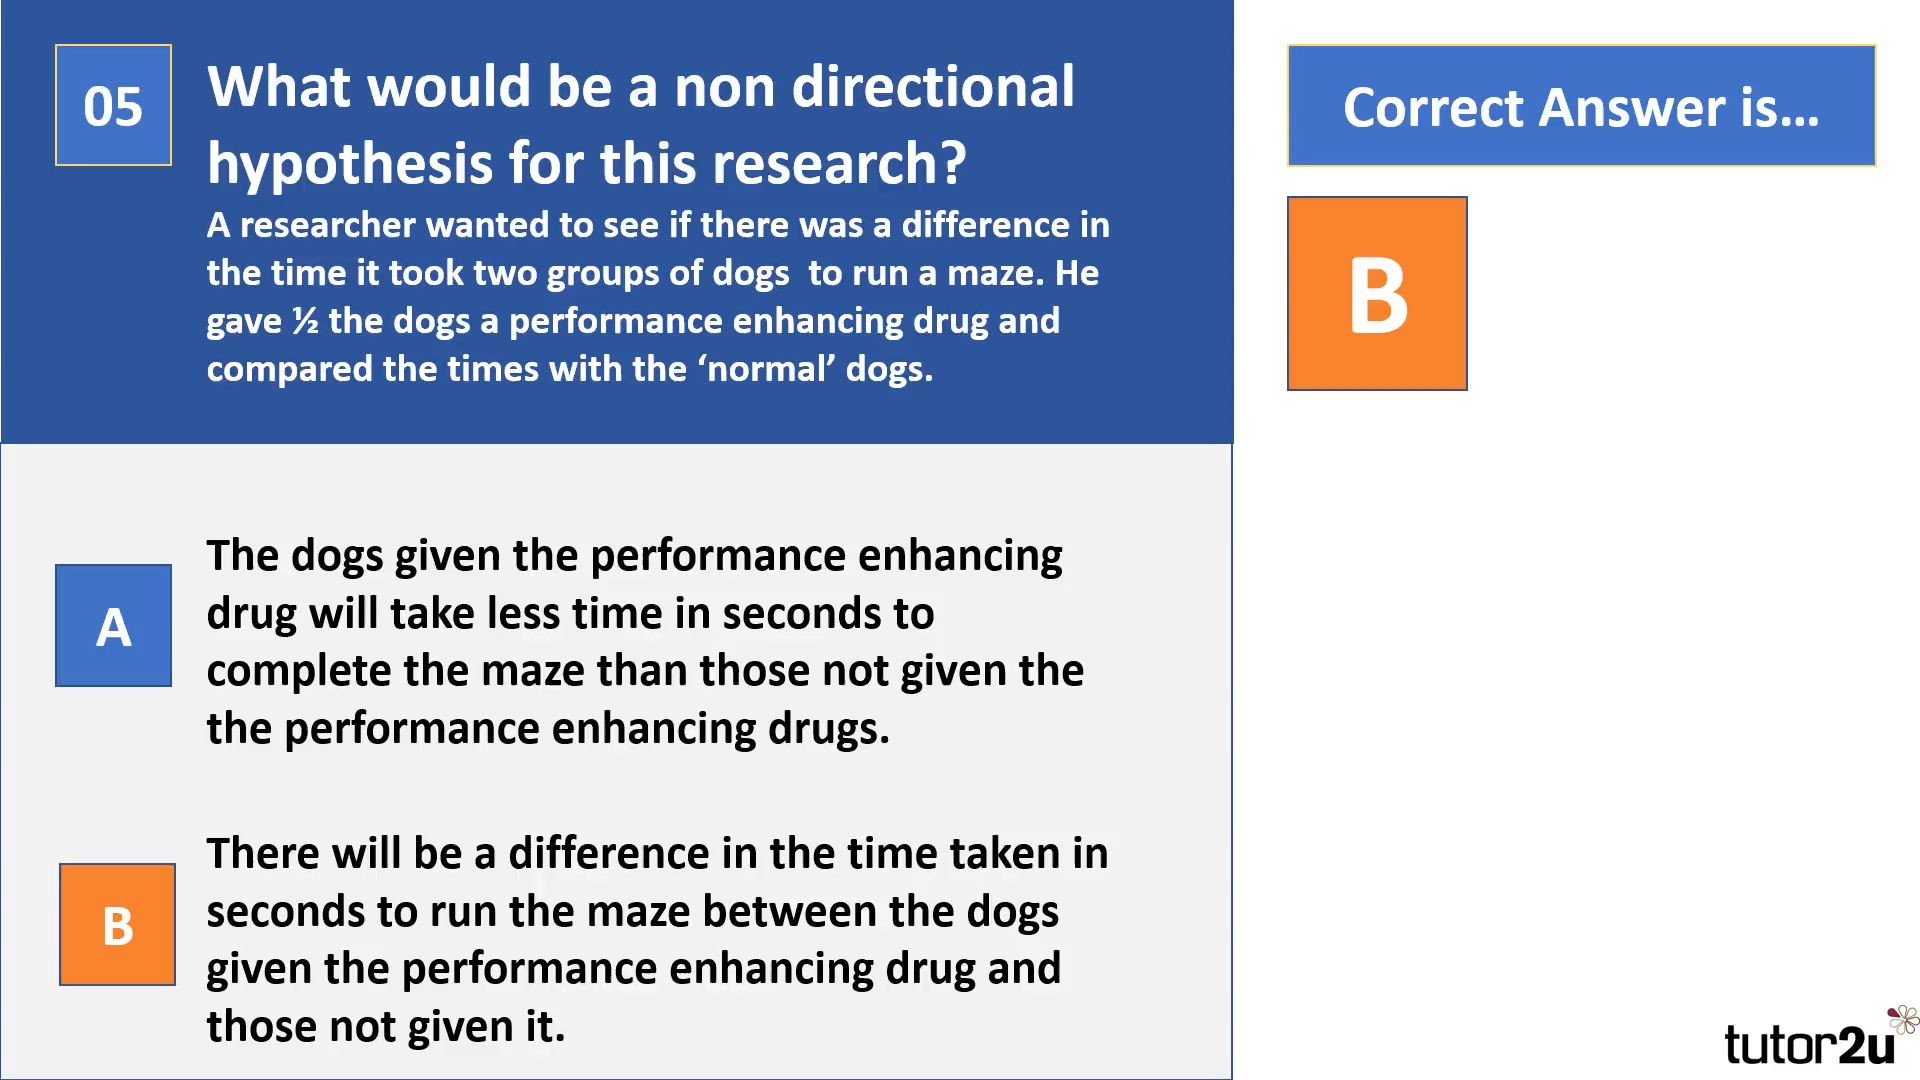 05
What would be a non directional
hypothesis for this research?
A researcher wanted to see if there was a difference in
the time it took two groups of dogs  to run a maze. He
gave ½ the dogs a performance enhancing drug and
compared the times with the ‘normal’ dogs.
A
The dogs given the performance enhancing
drug will take less time in seconds to
complete the maze than those not given the
the performance enhancing drugs.
B
There will be a difference in the time taken in
seconds to run the maze between the dogs
given the performance enhancing drug and
those not given it.
Correct Answer is...
B
tutor2u